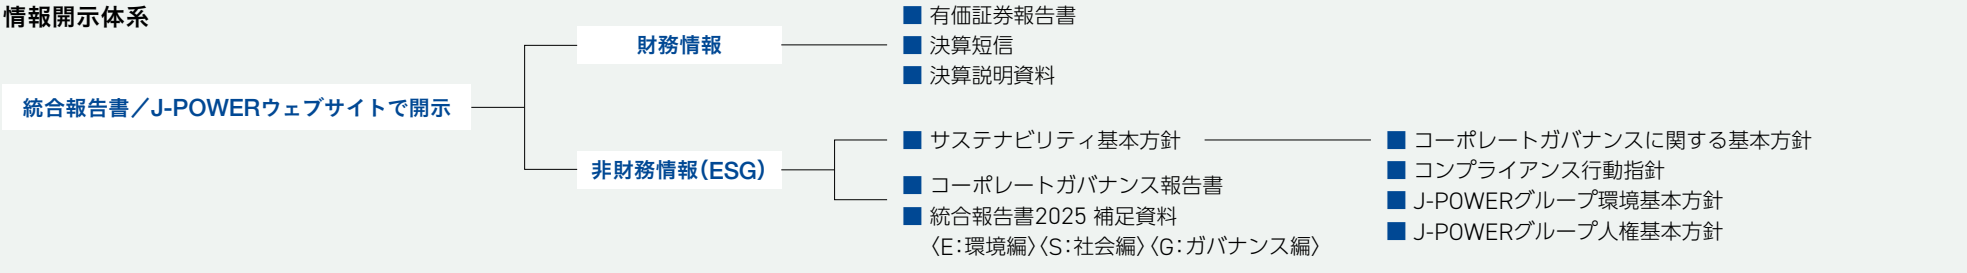 情報開示体系
統合報告書／J-POWERウェブサイトで開示
財務情報
■ 有価証券報告書
■ 決算短信
■ 決算説明資料
非財務情報（ESG）
■ サステナビリティ基本方針
■ コーポレートガバナンス報告書
■ 統合報告書2025 補足資料
〈E：環境編〉〈S：社会編〉〈G：ガバナンス編〉
■ コーポレートガバナンスに関する基本方針
■ コンプライアンス行動指針
■ J-POWERグループ環境基本方針
■ J-POWERグループ人権基本方針